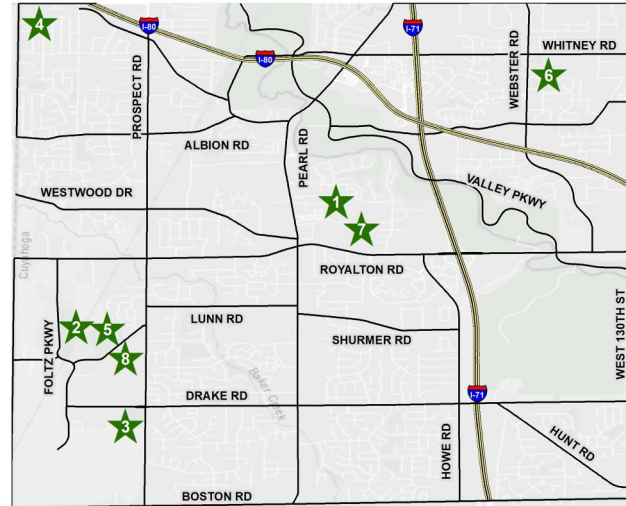 4
I-80
I-71
WEBSTER RD
WHITNEY RD
I-80
6
PROSPECT RD
ALBION RD
PEARL RD
WESTWOOD DR
VALLEY PKWY
1
7
Cuyahoga
ROYALTON RD
2
5
LUNN RD
SHURMER RD
WEST 130TH ST
FOLTZ PKWY
8
Baker Creek
DRAKE RD
I-71
3
HOWE RD
HUNT RD
BOSTON RD